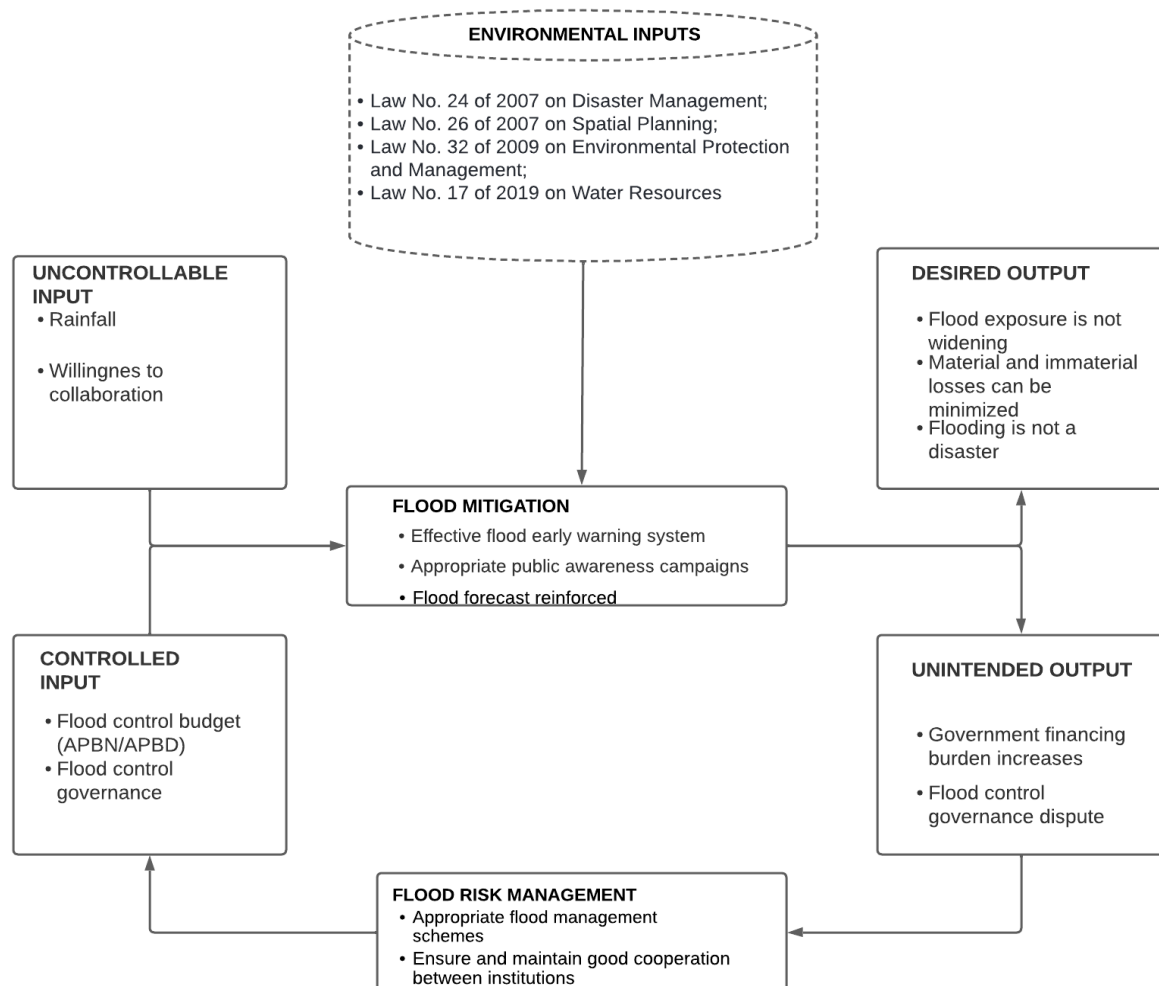 ENVIRONMENTAL INPUTS
• Law No. 24 of 2007 on Disaster Management;
• Law No. 26 of 2007 on Spatial Planning;
• Law No. 32 of 2009 on Environmental Protection
and Management;
• Law No. 17 of 2019 on Water Resources
UNCONTROLLABLE
INPUT
• Rainfall
• Willingnes to
collaboration
DESIRED OUTPUT
• Flood exposure is not
widening
• Material and immaterial
losses can be
minimized
• Flooding is not a
disaster
FLOOD MITIGATION
• Effective flood early warning system
• Appropriate public awareness campaigns
• Flood forecast reinforced
CONTROLLED
INPUT
• Flood control budget
(APBN/APBD)
• Flood control
governance
UNINTENDED OUTPUT
• Government financing
burden increases
• Flood control
governance dispute
FLOOD RISK MANAGEMENT
• Appropriate flood management
schemes
• Ensure and maintain good cooperation
between institutions